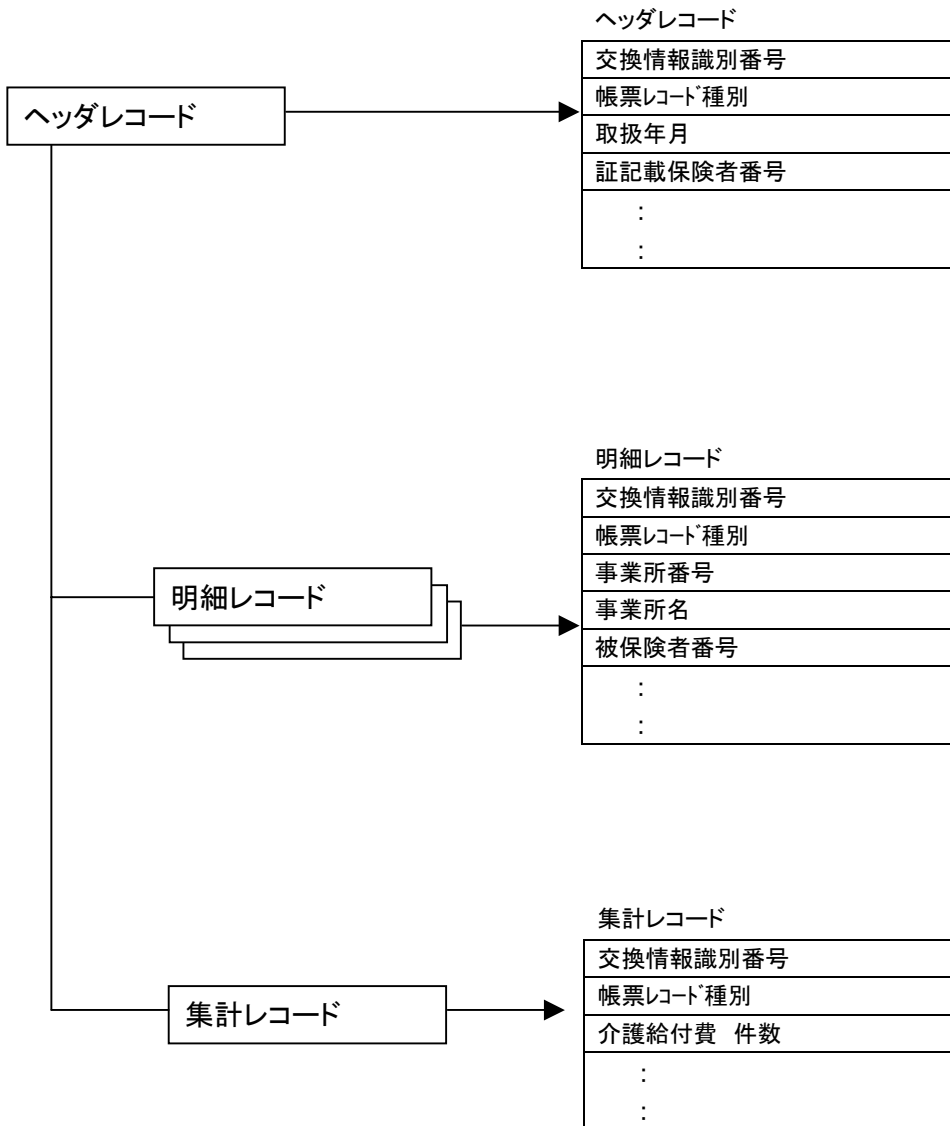 ヘッダレコード
交換情報識別番号
帳票ﾚｺｰﾄﾞ種別
取扱年月
証記載保険者番号
:
:
ヘッダレコード
明細レコード
交換情報識別番号
帳票ﾚｺｰﾄﾞ種別
事業所番号
事業所名
被保険者番号
:
:
明細レコード
集計レコード
交換情報識別番号
帳票ﾚｺｰﾄﾞ種別
介護給付費　件数
:
:
集計レコード